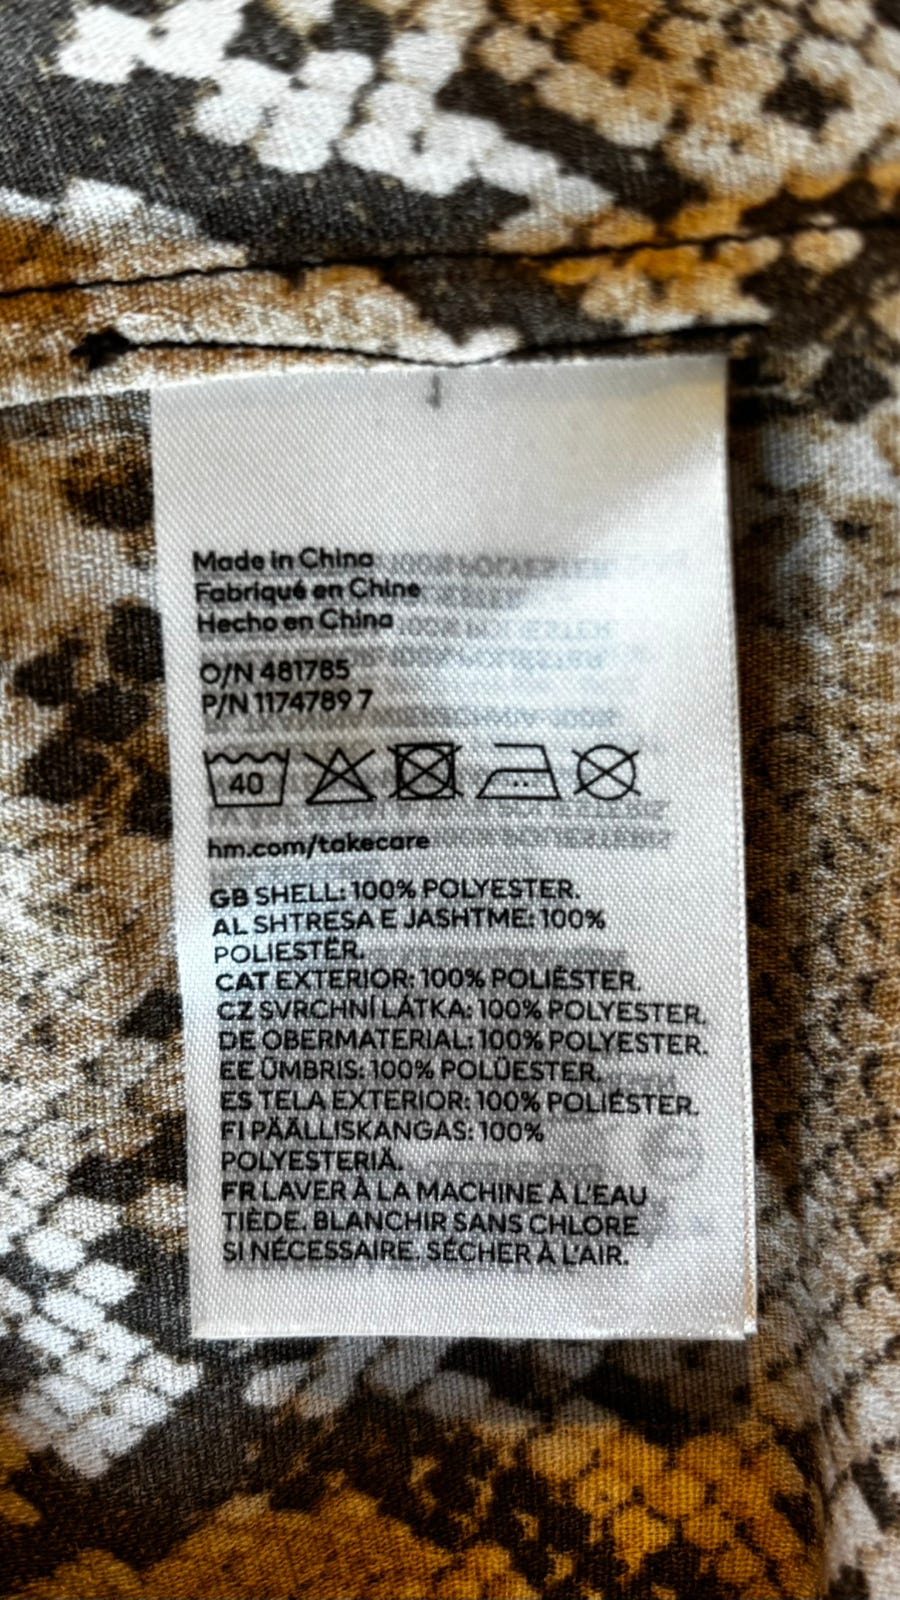 Made in China
Fabriqué en Chine
Hecho en China
O/N 481785
P/N 1174789 7
40
hm.com/takecare
GB SHELL: 100% POLYESTER.
AL SHTRESA E JASHTME: 100%
POLIESTËR.
CAT EXTERIOR: 100% POLIÈSTER.
CZ SVRCHNÍ LÁTKA: 100% POLYESTER.
DE OBERMATERIAL: 100% POLYESTER.
EE ÜMBRIS: 100% POLÜESTER.
ES TELA EXTERIOR: 100% POLIÉSTER.
FI PÄÄLLISKANGAS: 100%
POLYESTERIÄ.
FR LAVER À LA MACHINE À L'EAU
TIÈDE. BLANCHIR SANS CHLORE
SI NÉCESSAIRE. SÉCHER À L'AIR.